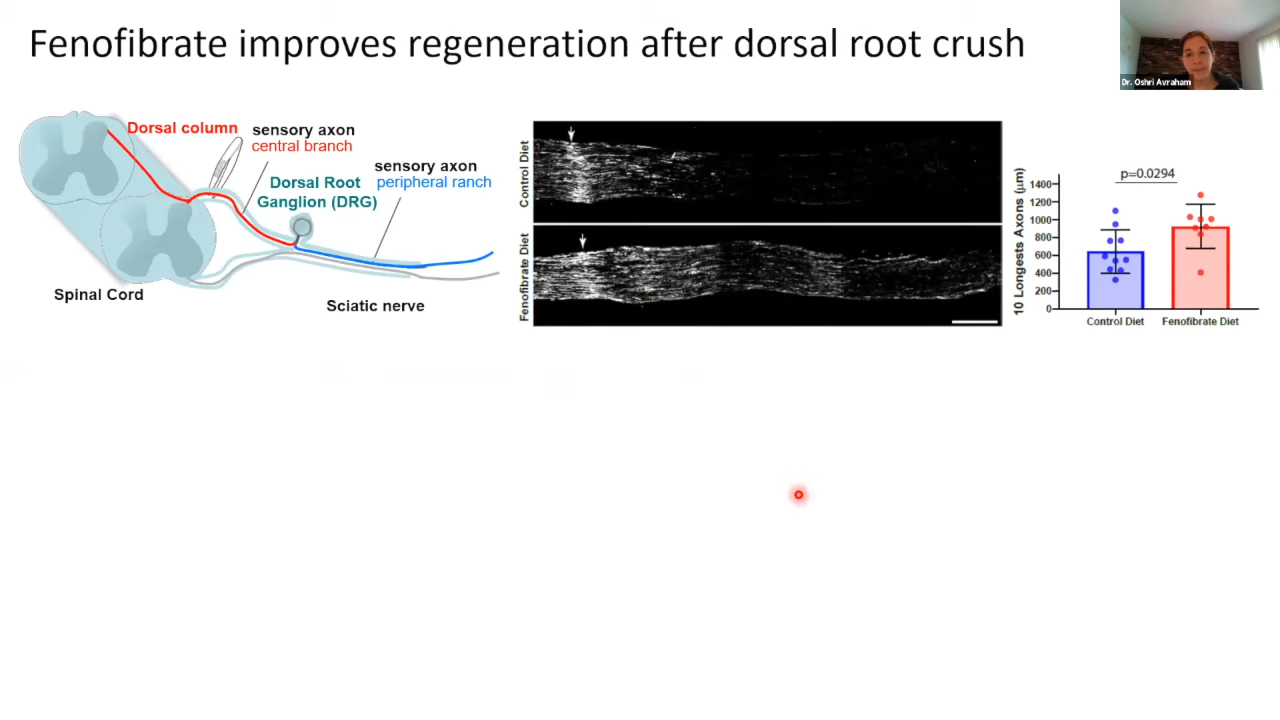 Fenofibrate improves regeneration after dorsal root crush
Dr. Oshri Avraham
Dorsal column
sensory axon
central branch
sensory axon
peripheral ranch
Dorsal Root
Ganglion (DRG)
Spinal Cord
Sciatic nerve
Control Diet
Fenofibrate Diet
10 Longests Axons (μm)
p=0.0294
1400
1200
1000
800
600
400
200
0
Control Diet
Fenofibrate Diet